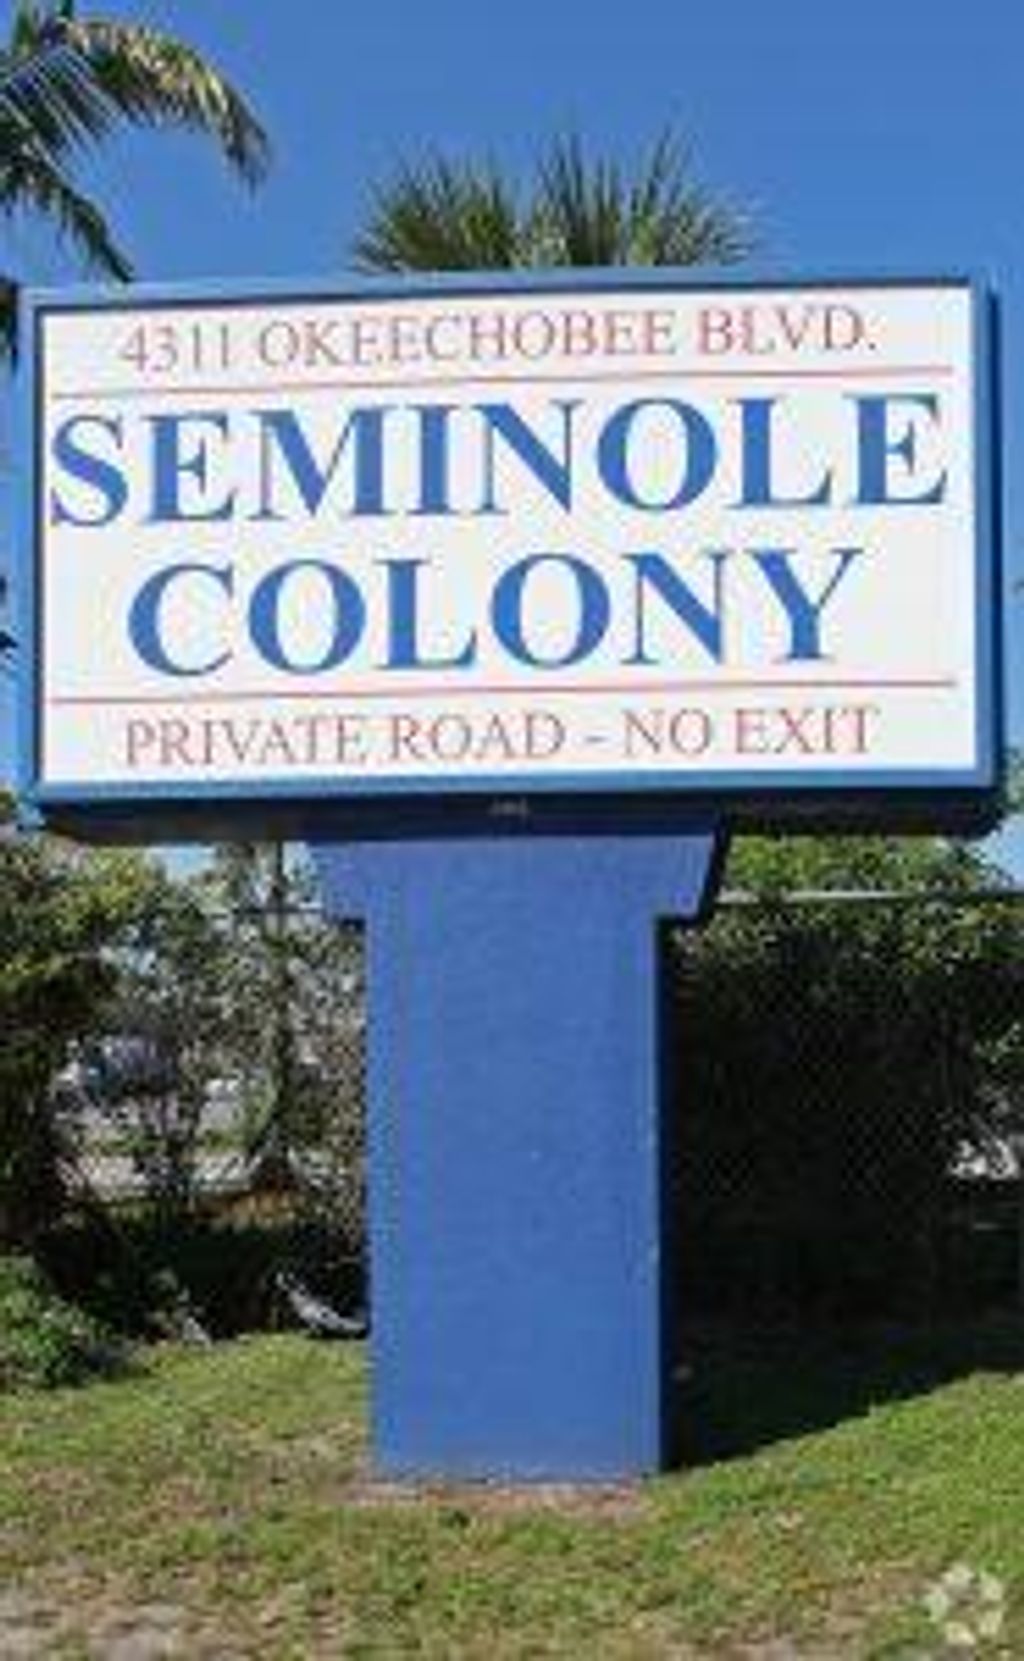 4311 OKEECHOBEE BLVD.
SEMINOLE
COLONY
PRIVATE ROAD - NO EXIT